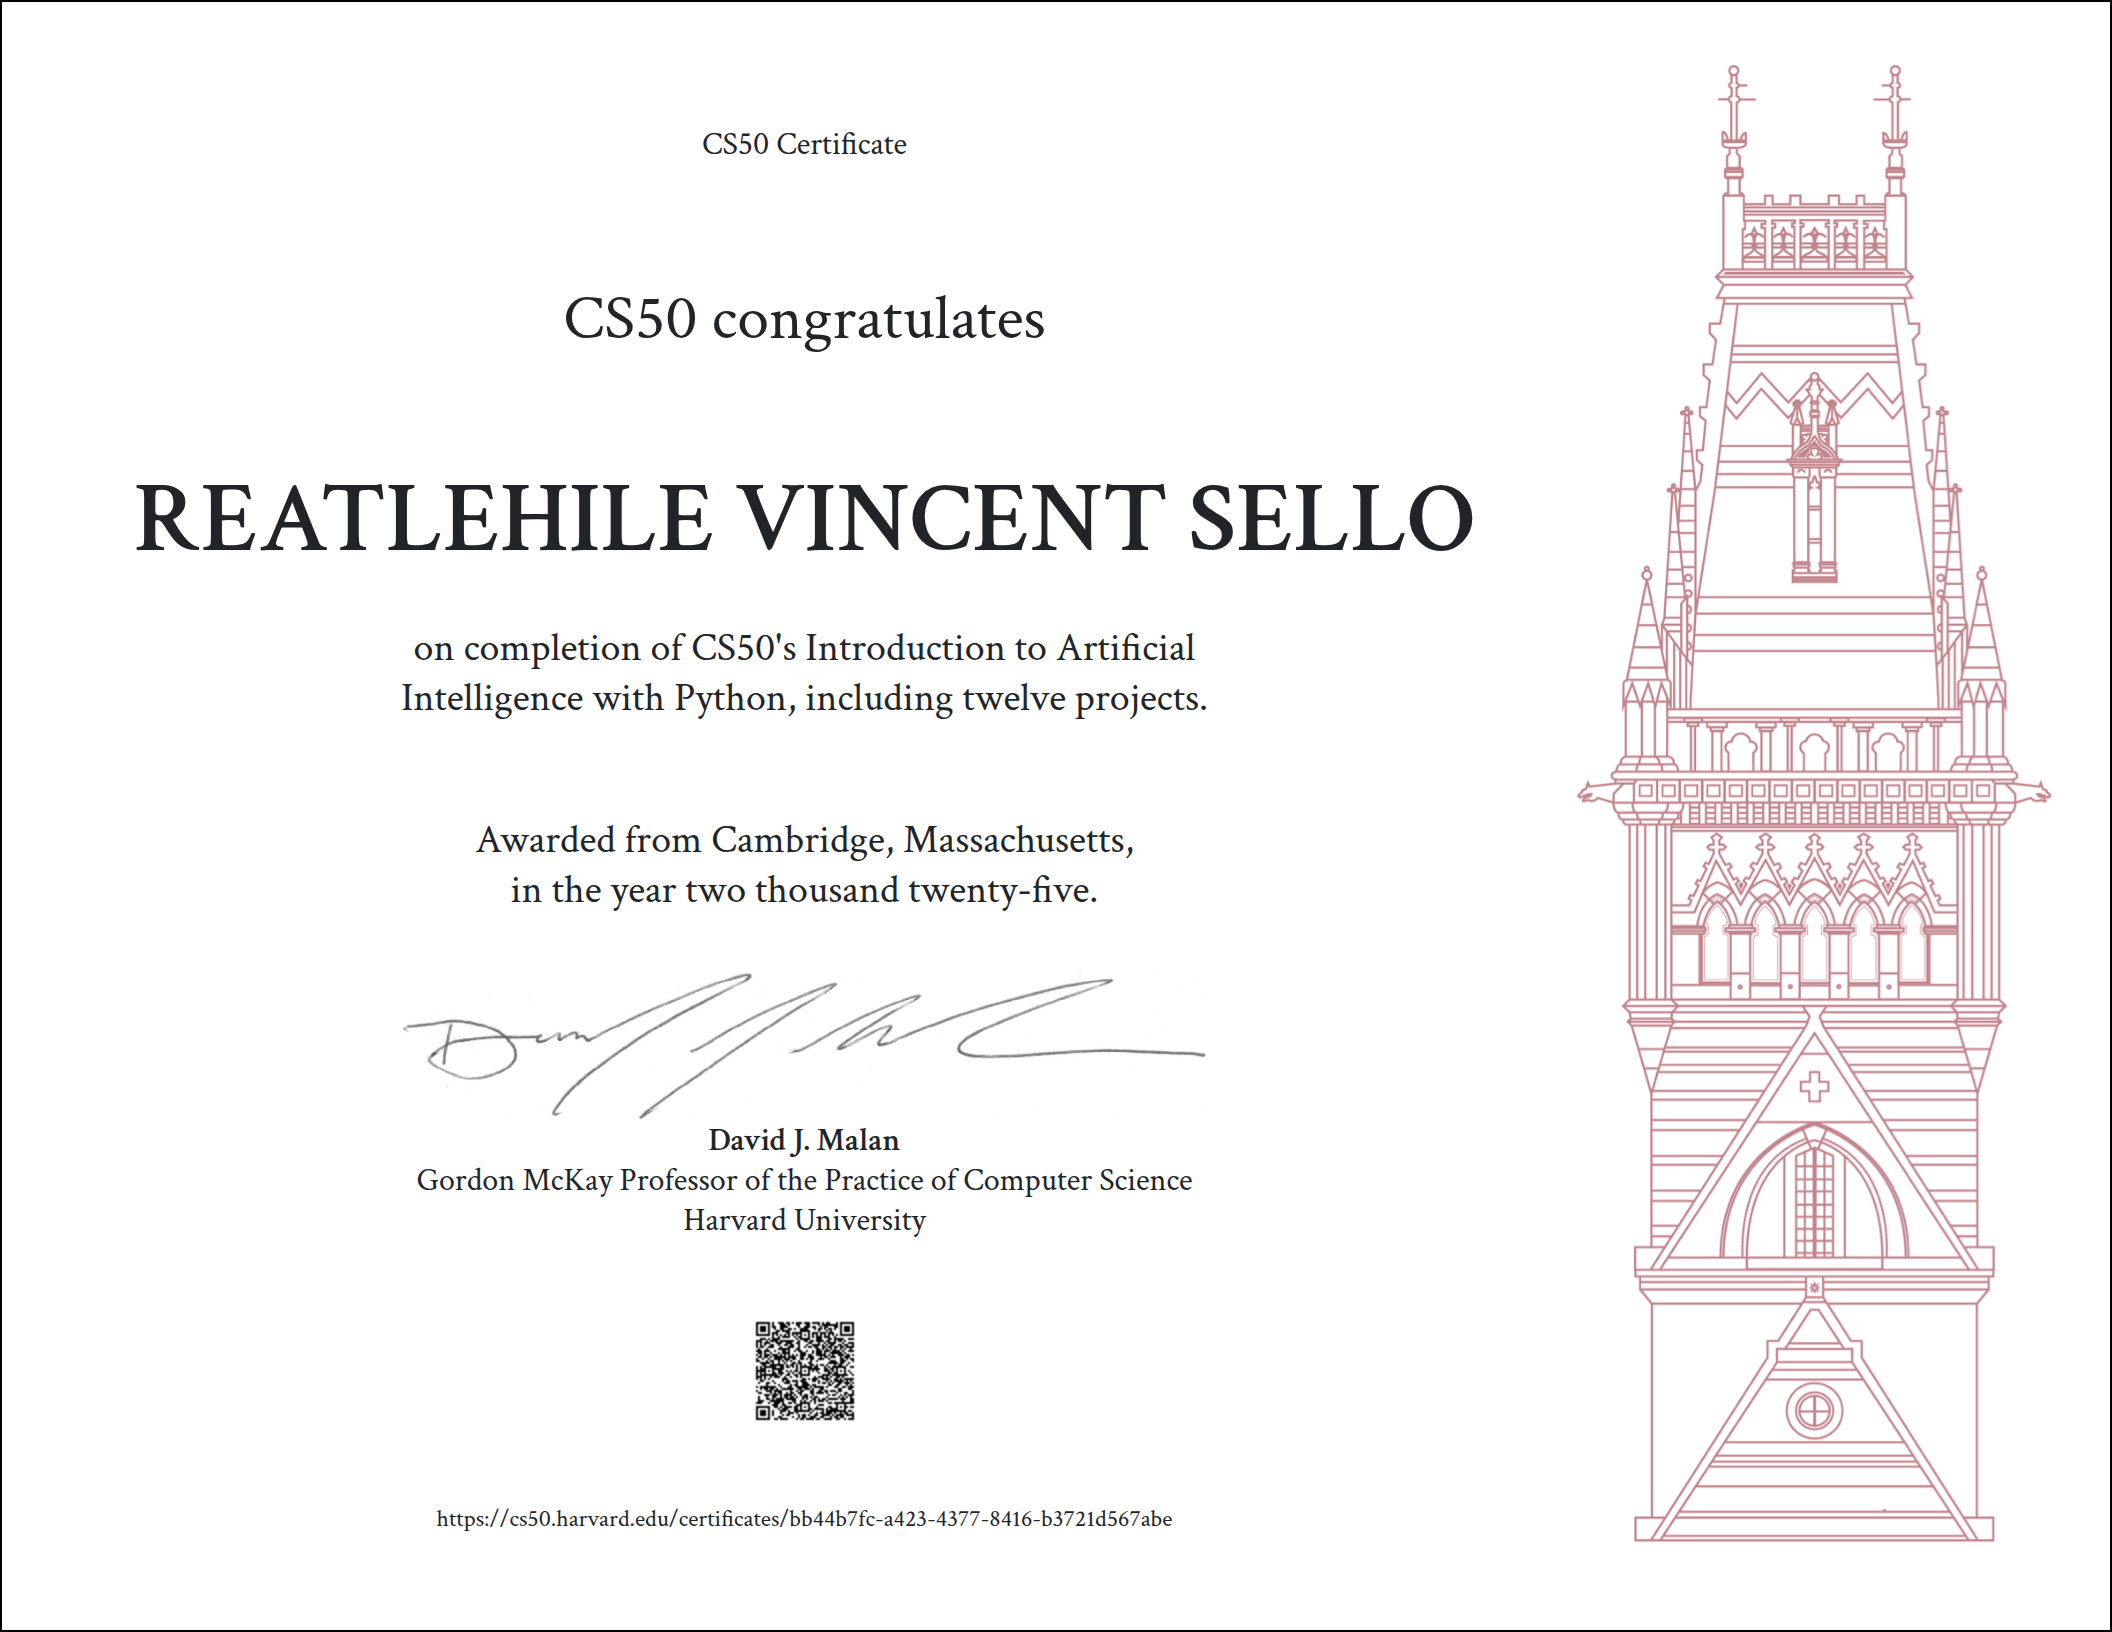 CS50 Certificate
CS50 congratulates
REATLEHILE VINCENT SELLO
on completion of CS50's Introduction to Artificial
Intelligence with Python, including twelve projects.
Awarded from Cambridge, Massachusetts,
in the year two thousand twenty-five.
David J. Malan
Gordon McKay Professor of the Practice of Computer Science
Harvard University
https://cs50.harvard.edu/certificates/bb44b7fc-a423-4377-8416-b3721d567abe